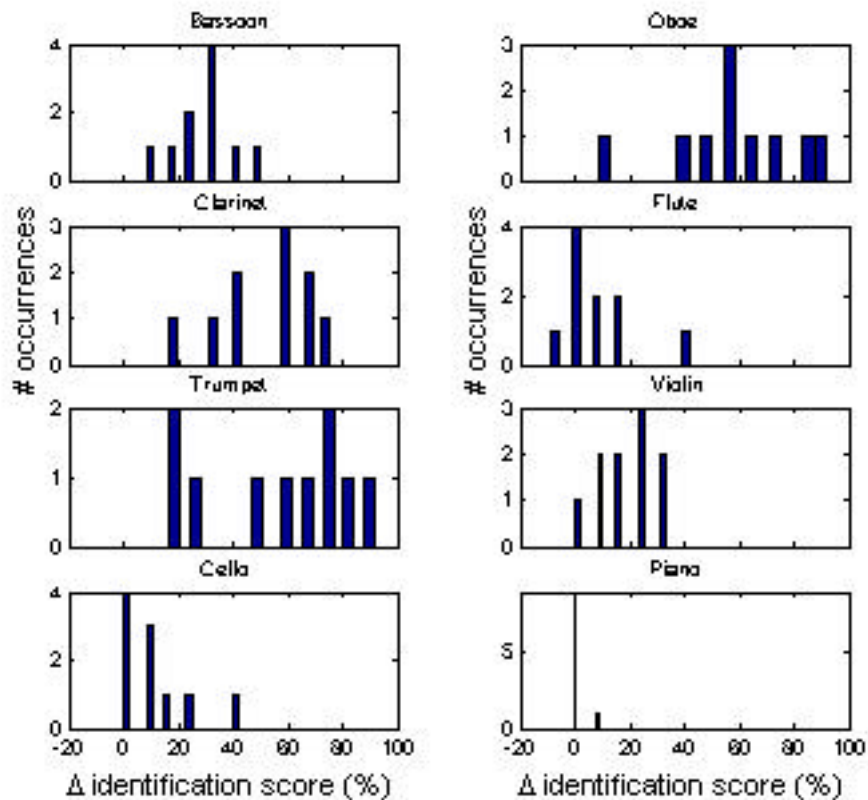 Bassoon
4
2
0
Oboe
3
2
1
0
Clarinet
3
2
1
0
Flute
4
2
0
# occurrences
# occurrences
Trumpet
2
1
0
Violin
3
2
1
0
Cello
4
2
0
-20 0 20 40 60 80 100
Δ identification score (%)
Piano
5
0
-20 0 20 40 60 80 100
Δ identification score (%)